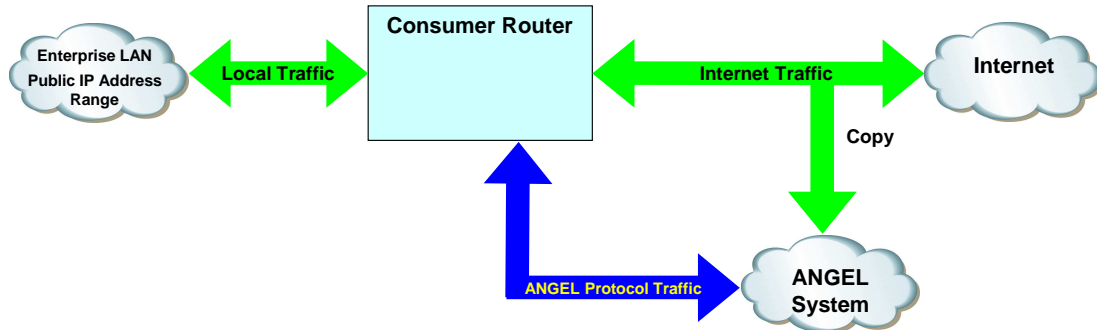 Consumer Router
Enterprise LAN
Public IP Address
Range
Local Traffic
Internet Traffic
Internet
Copy
ANGEL Protocol Traffic
ANGEL
System